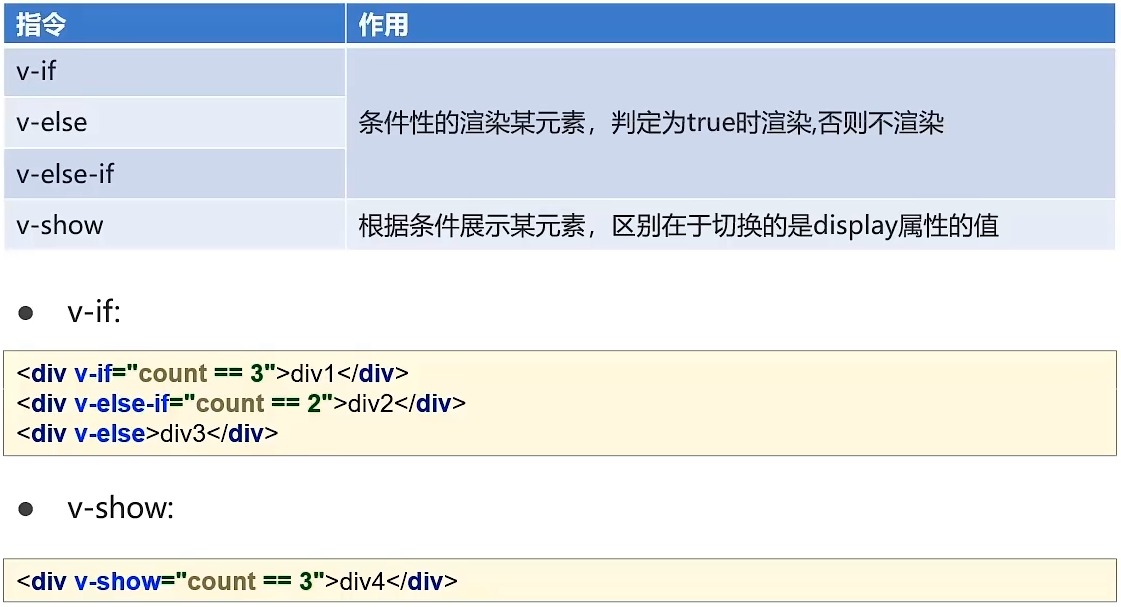 指令 作用
v-if
v-else 条件性的渲染某元素，判定为true时渲染,否则不渲染
v-else-if
v-show 根据条件展示某元素，区别在于切换的是display属性的值
● v-if:
<div v-if="count == 3">div1</div>
<div v-else-if="count == 2">div2</div>
<div v-else>div3</div>
● v-show:
<div v-show="count == 3">div4</div>